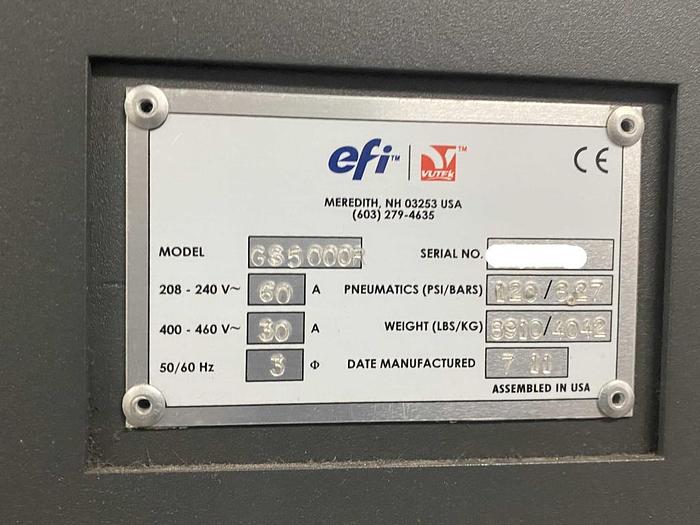 efi™ | VUTEk™ CE
MEREDITH, NH 03253 USA
(603) 279-4635
MODEL GS5000R SERIAL NO.
208 - 240 V~ 60 A PNEUMATICS (PSI/BARS) 120/8.27
400 - 460 V~ 30 A WEIGHT (LBS/KG) 8910/4042
50/60 Hz 3 Φ DATE MANUFACTURED 7 11
ASSEMBLED IN USA